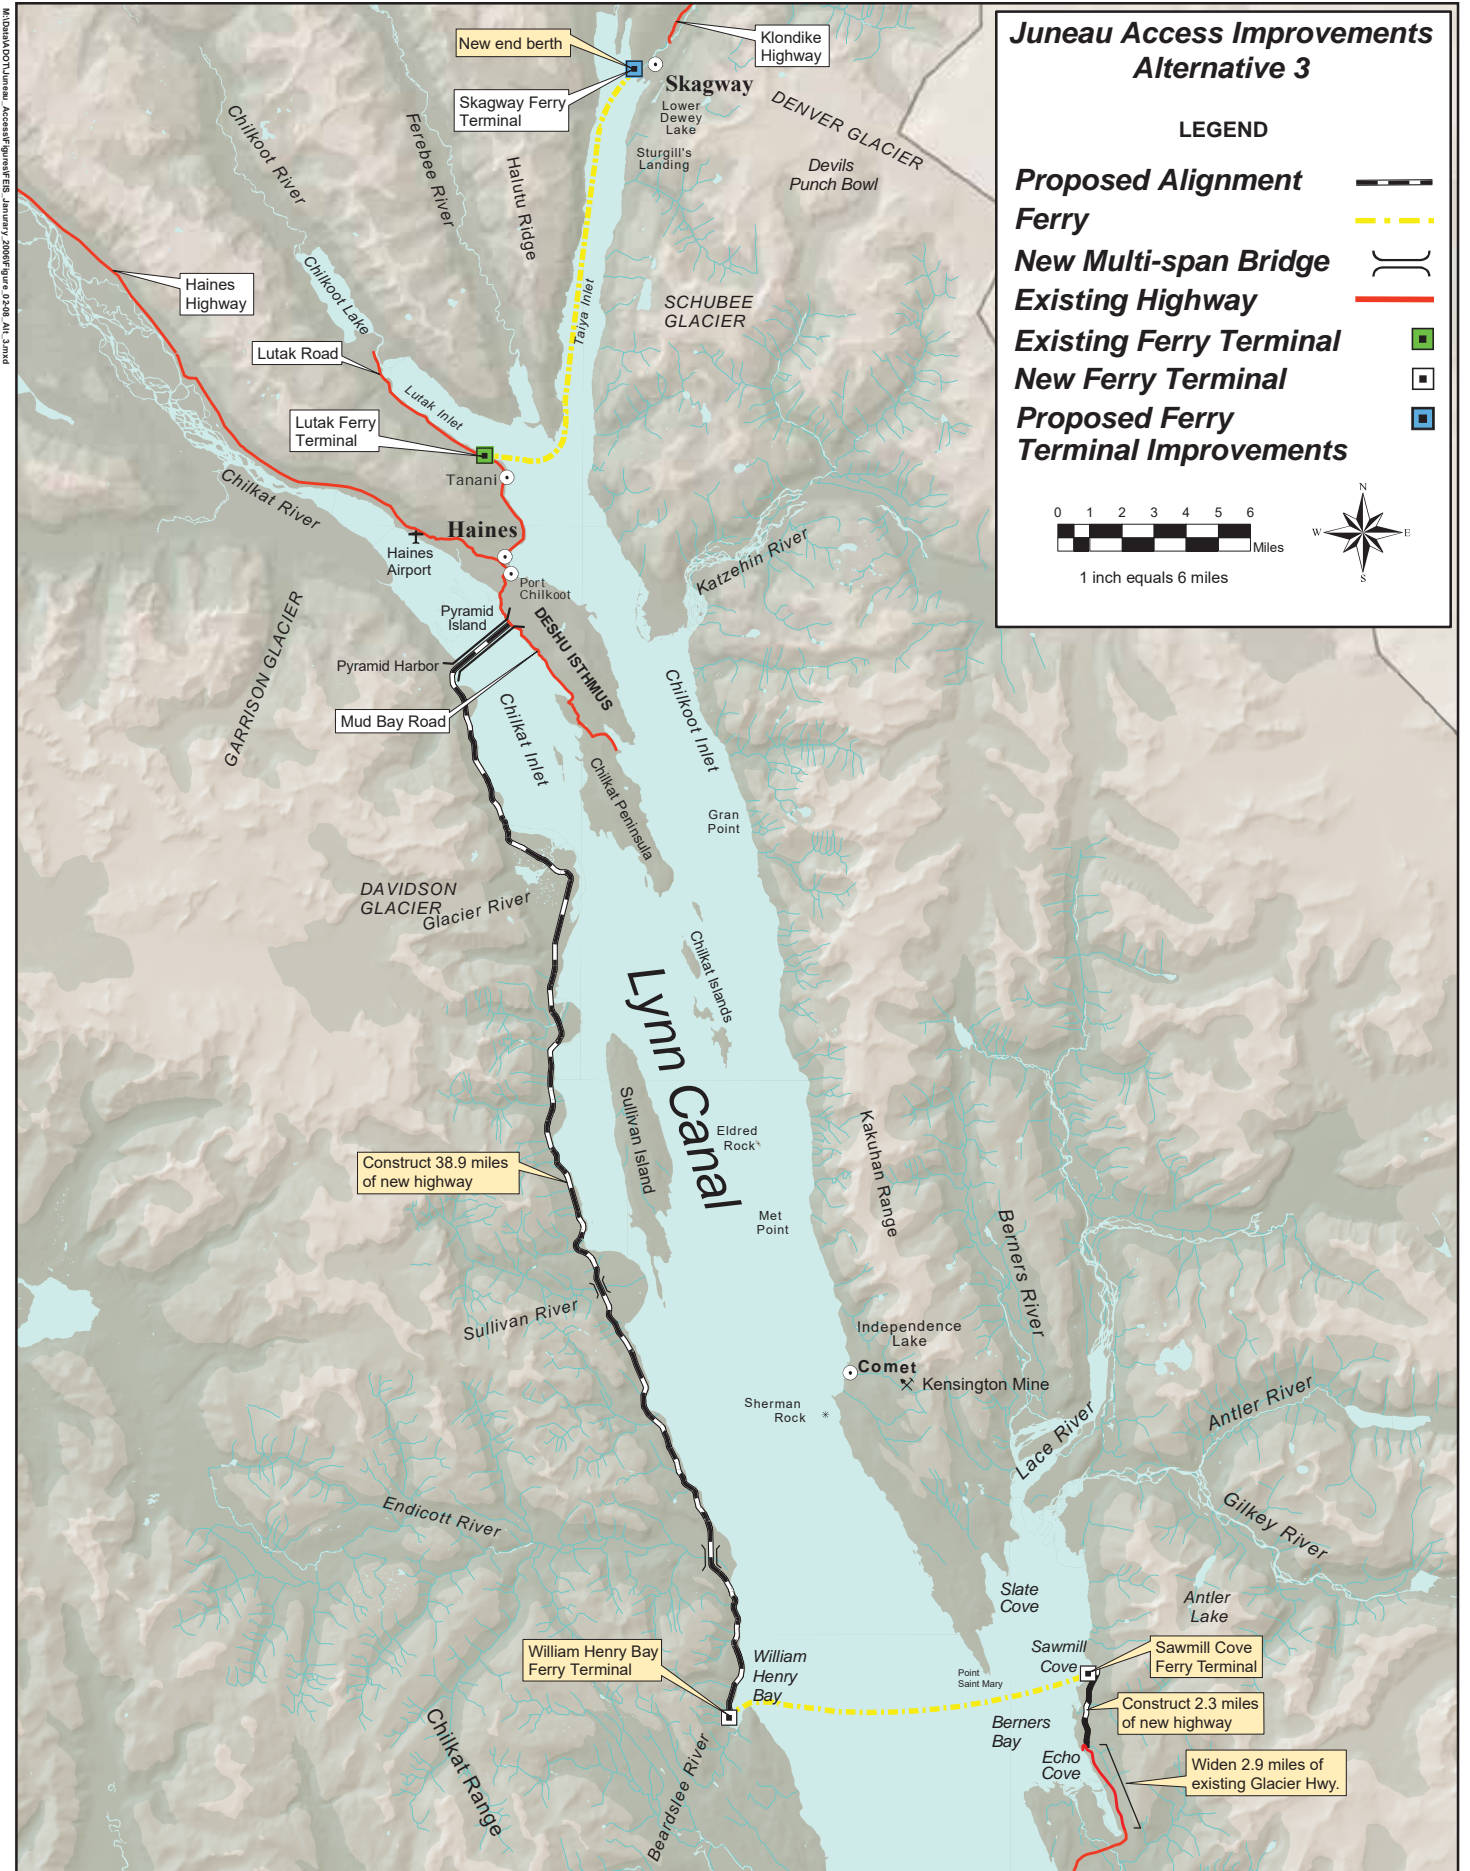 M:\Data\ADOT\Juneau_Access\Figures\FEIS_Janurary_2006\Figure_02-08_Alt_3.mxd
Juneau Access Improvements
Alternative 3
LEGEND
Proposed Alignment
Ferry
New Multi-span Bridge
Existing Highway
Existing Ferry Terminal
New Ferry Terminal
Proposed Ferry
Terminal Improvements
0 1 2 3 4 5 6
Miles
1 inch equals 6 miles
N
W
E
S
New end berth
Klondike
Highway
Skagway
Skagway Ferry
Terminal
Lower
Dewey
Lake
Sturgill's
Landing
DENVER GLACIER
Devils
Punch Bowl
Chilkoot River
Ferebee River
Halutu Ridge
Haines
Highway
Chilkoot Lake
Taiya Inlet
SCHUBEE
GLACIER
Lutak Road
Lutak Inlet
Lutak Ferry
Terminal
Tanani
Chilkat River
Haines
Haines
Airport
Port
Chilkoot
Katzehin River
Pyramid
Island
DESHU ISTHMUS
GARRISON GLACIER
Pyramid Harbor
Mud Bay Road
Chilkat Inlet
Chilkoot Inlet
Chilkat Peninsula
Gran
Point
DAVIDSON
GLACIER
Glacier River
Chilkat Islands
Lynn Canal
Sullivan Island
Eldred
Rock
Kakuhan Range
Construct 38.9 miles
of new highway
Met
Point
Berners River
Sullivan River
Independence
Lake
Comet
Kensington Mine
Sherman
Rock
Antler River
Lace River
Endicott River
Gilkey River
Slate
Cove
Antler
Lake
William Henry Bay
Ferry Terminal
William
Henry
Bay
Sawmill
Cove
Sawmill Cove
Ferry Terminal
Point
Saint Mary
Construct 2.3 miles
of new highway
Berners
Bay
Echo
Cove
Widen 2.9 miles of
existing Glacier Hwy.
Chilkat Range
Beardslee River